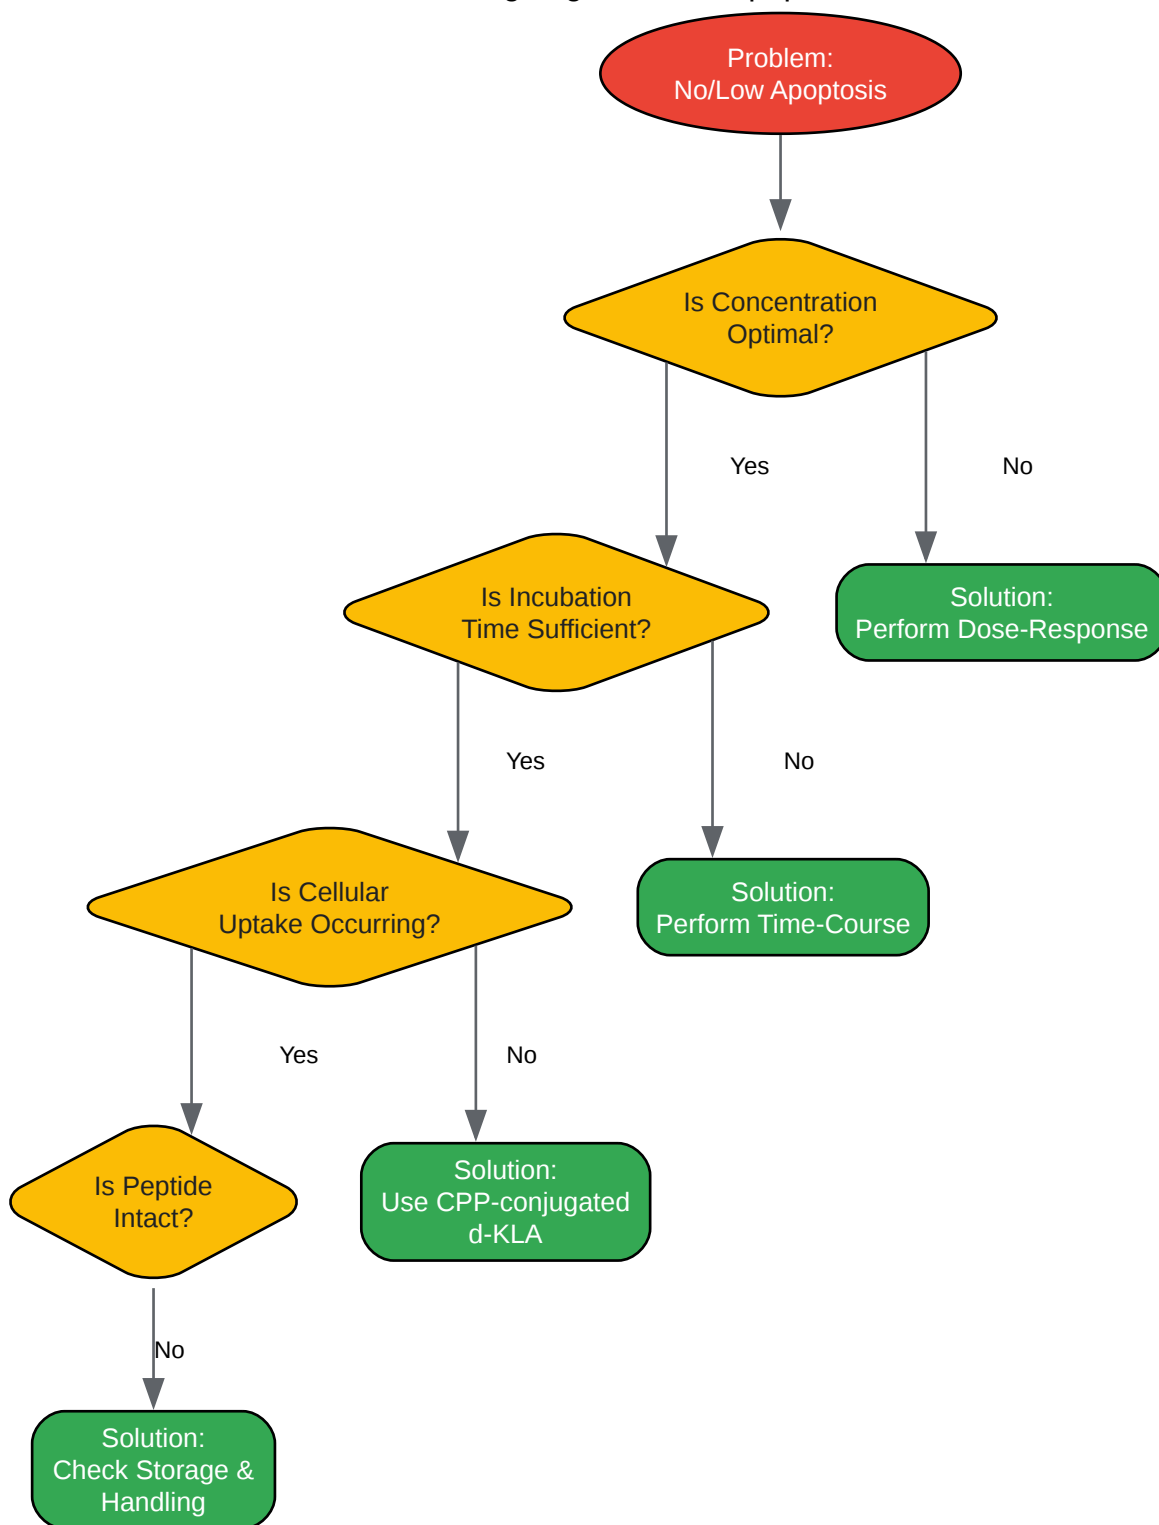 Problem:
No/Low Apoptosis
Is Concentration
Optimal?
Yes
No
Is Incubation
Time Sufficient?
Solution:
Perform Dose-Response
Yes
No
Is Cellular
Uptake Occurring?
Solution:
Perform Time-Course
Yes
No
Is Peptide
Intact?
Solution:
Use CPP-conjugated
d-KLA
No
Solution:
Check Storage &
Handling